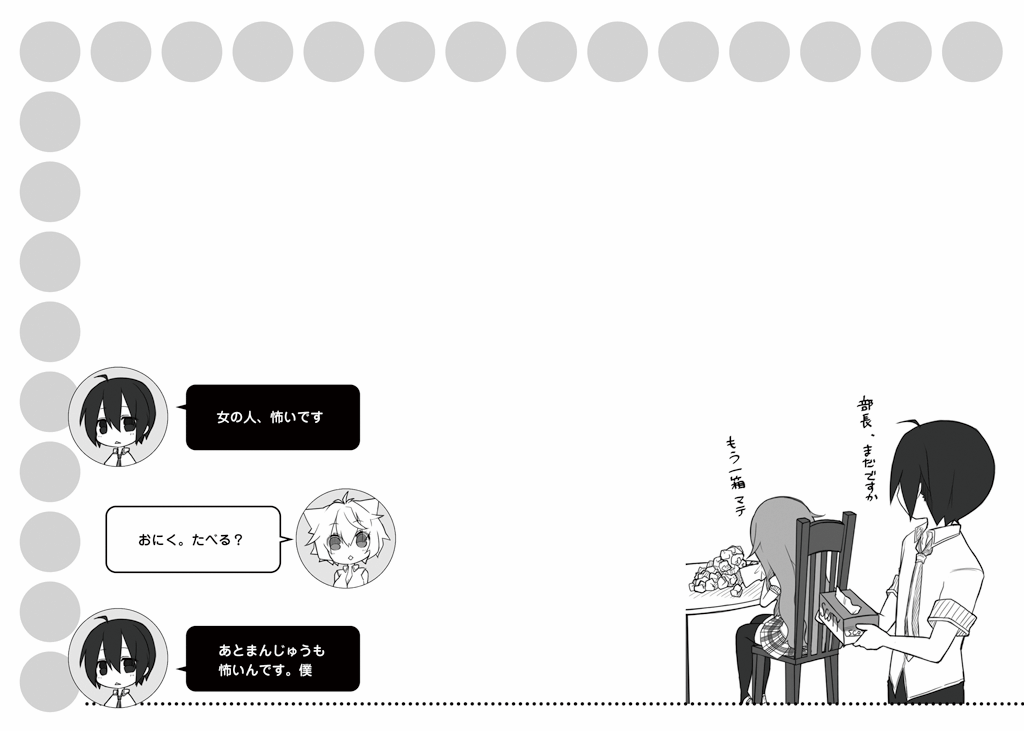 女の人、怖いです
おにく。たべる？
あとまんじゅうも
怖いんです。僕
部長、まだですか
もう一箱 マテ